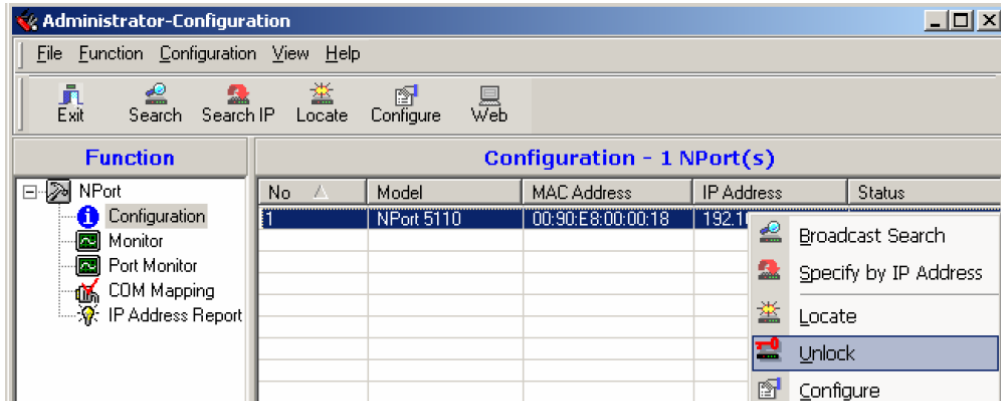 Administrator-Configuration
File Function Configuration View Help
Exit Search Search IP Locate Configure Web
Function
Configuration - 1 NPort(s)
NPort
Configuration
Monitor
Port Monitor
COM Mapping
IP Address Report
No Model MAC Address IP Address Status
1 NPort 5110 00:90:E8:00:00:18 192.1
Broadcast Search
Specify by IP Address
Locate
Unlock
Configure